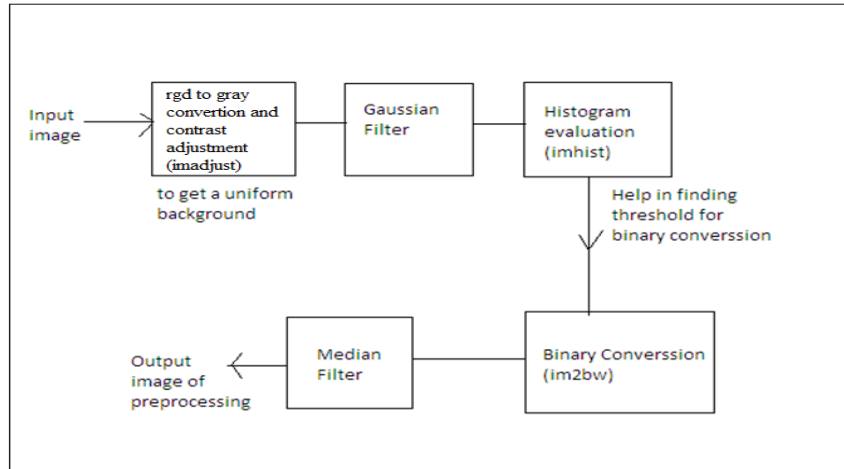 Input
image
rgd to gray
convertion and
contrast
adjustment
(imadjust)
to get a uniform
background
Gaussian
Filter
Histogram
evaluation
(imhist)
Help in finding
threshold for
binary converssion
Binary Converssion
(im2bw)
Median
Filter
Output
image of
preprocessing